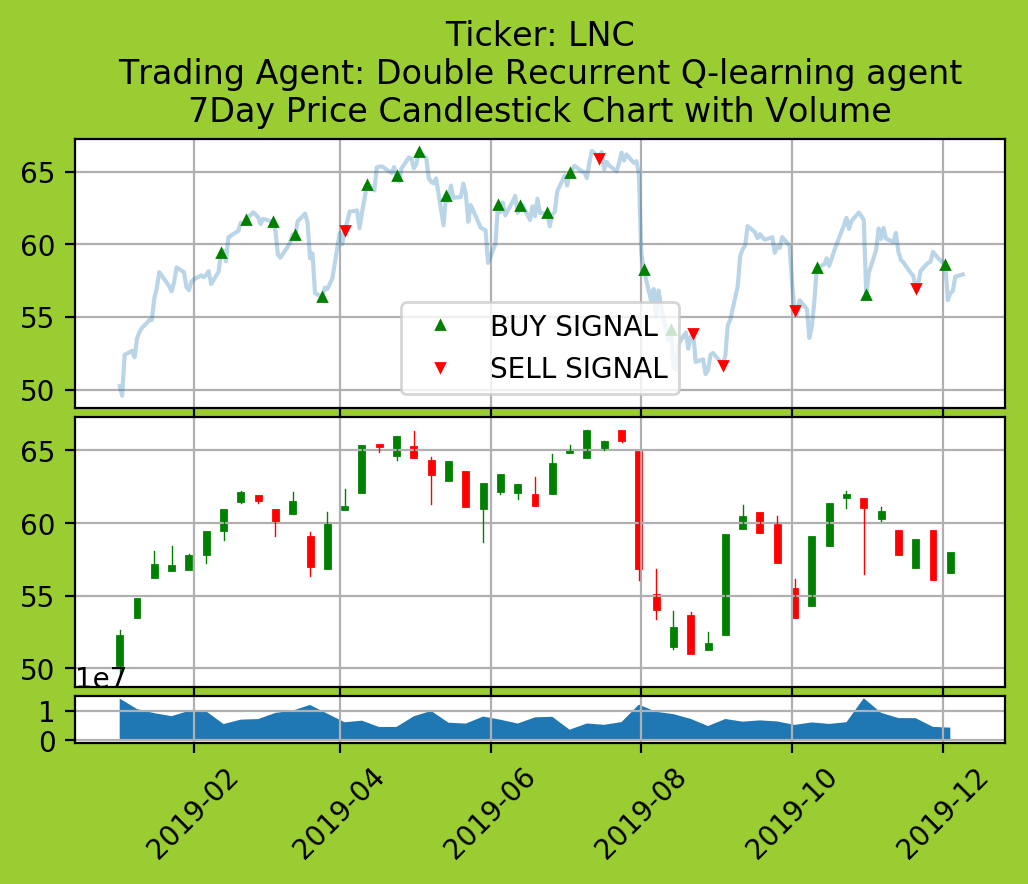 Ticker: LNC
Trading Agent: Double Recurrent Q-learning agent
7Day Price Candlestick Chart with Volume
65
60
55
50
BUY SIGNAL
SELL SIGNAL
65
60
55
50
1e7
1
0
2019-02
2019-04
2019-06
2019-08
2019-10
2019-12